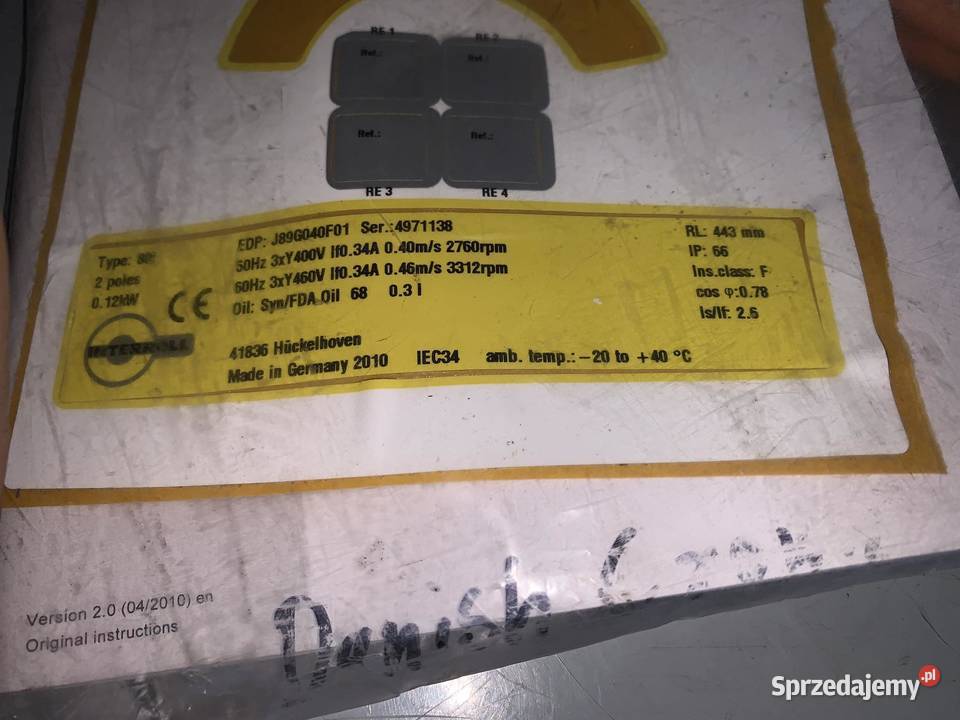 RE 1
RE 2
Ref.:
Ref.:
Ref.:
Ref.:
RE 3
RE 4
Type: 80i
2 poles
0.12kW
CE
INTERROLL
EDP: J89G040F01 Ser.:4971138
50Hz 3xY400V If0.34A 0.40m/s 2760rpm
60Hz 3xY460V If0.34A 0.46m/s 3312rpm
Oil: Syn/FDA Oil 68 0.3 l
41836 Hückelhoven
Made in Germany 2010 IEC34 amb. temp.: -20 to +40 °C
RL: 443 mm
IP: 66
Ins.class: F
cos φ:0.78
Is/If: 2.6
Version 2.0 (04/2010) en
Original instructions
Danish
Sprzedajemy.pl